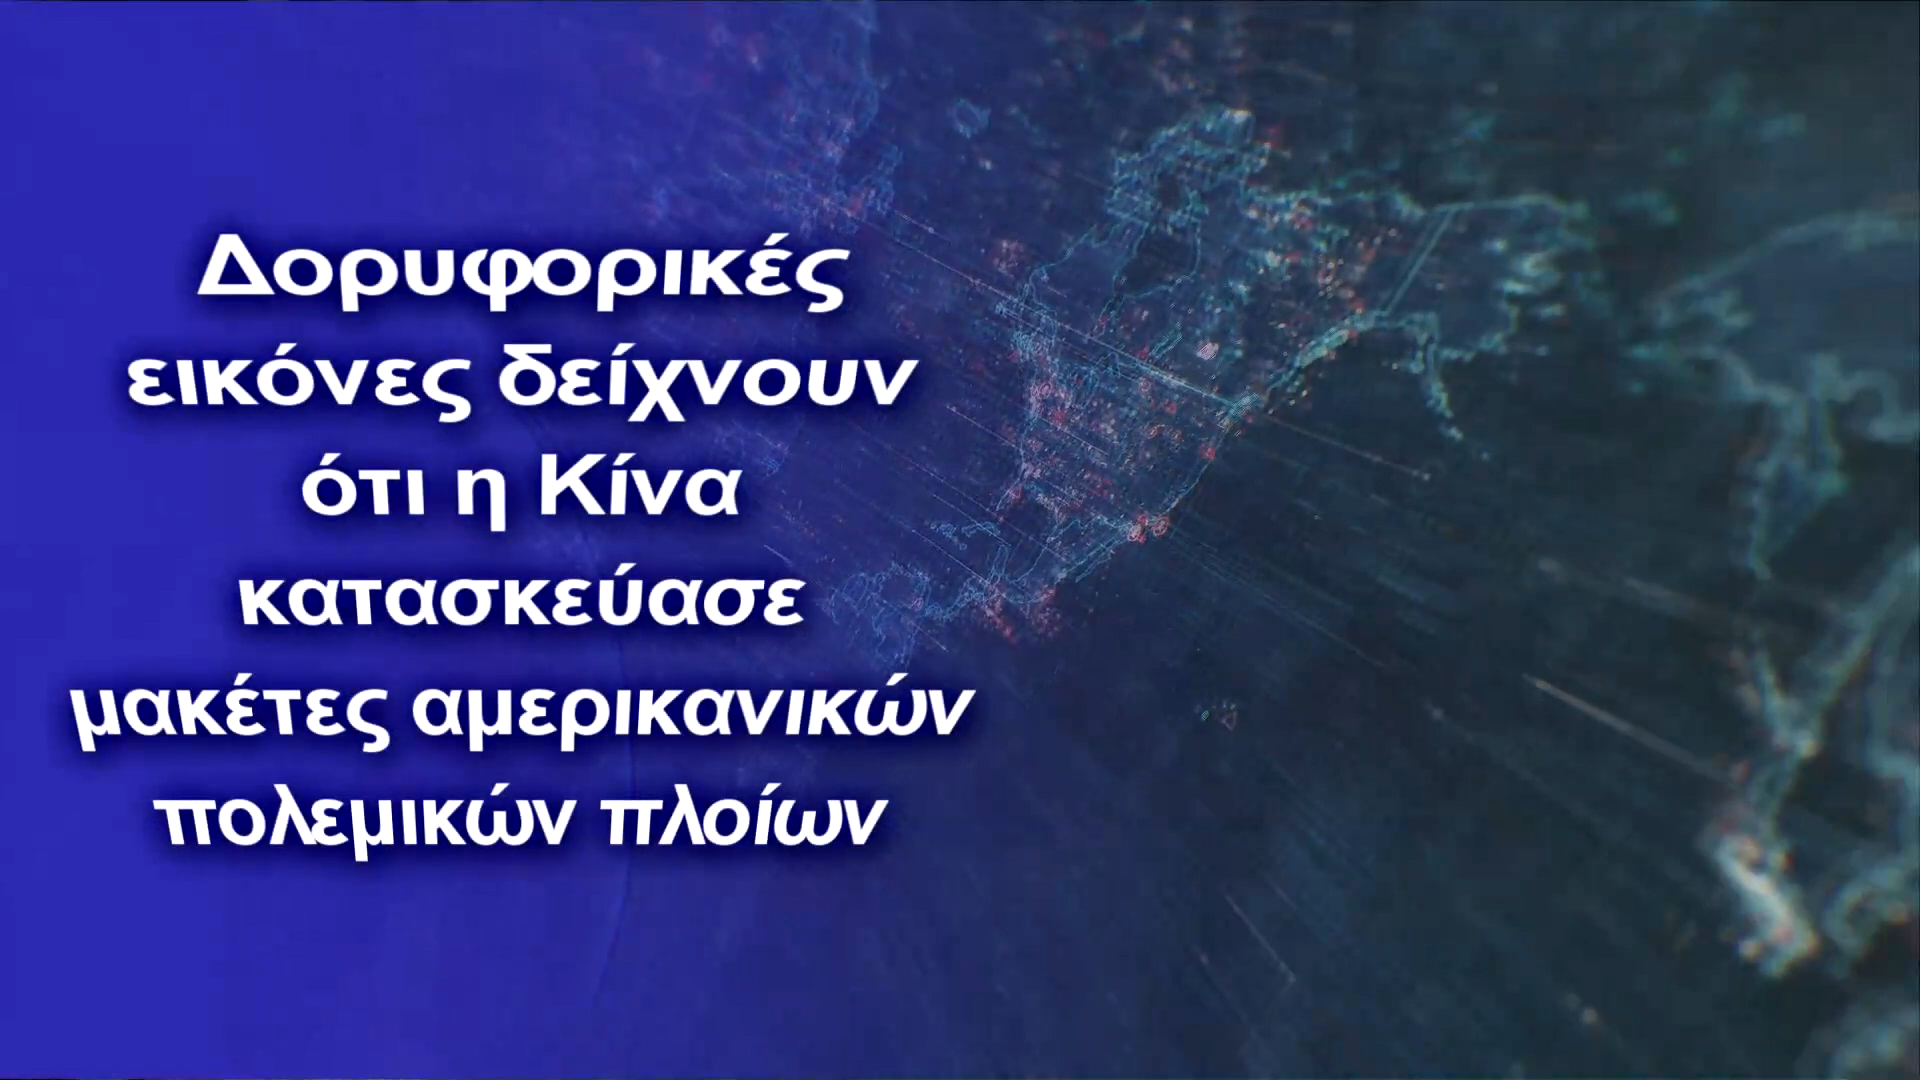 Δορυφορικές
εικόνες δείχνουν
ότι η Κίνα
κατασκεύασε
μακέτες αμερικανικών
πολεμικών πλοίων